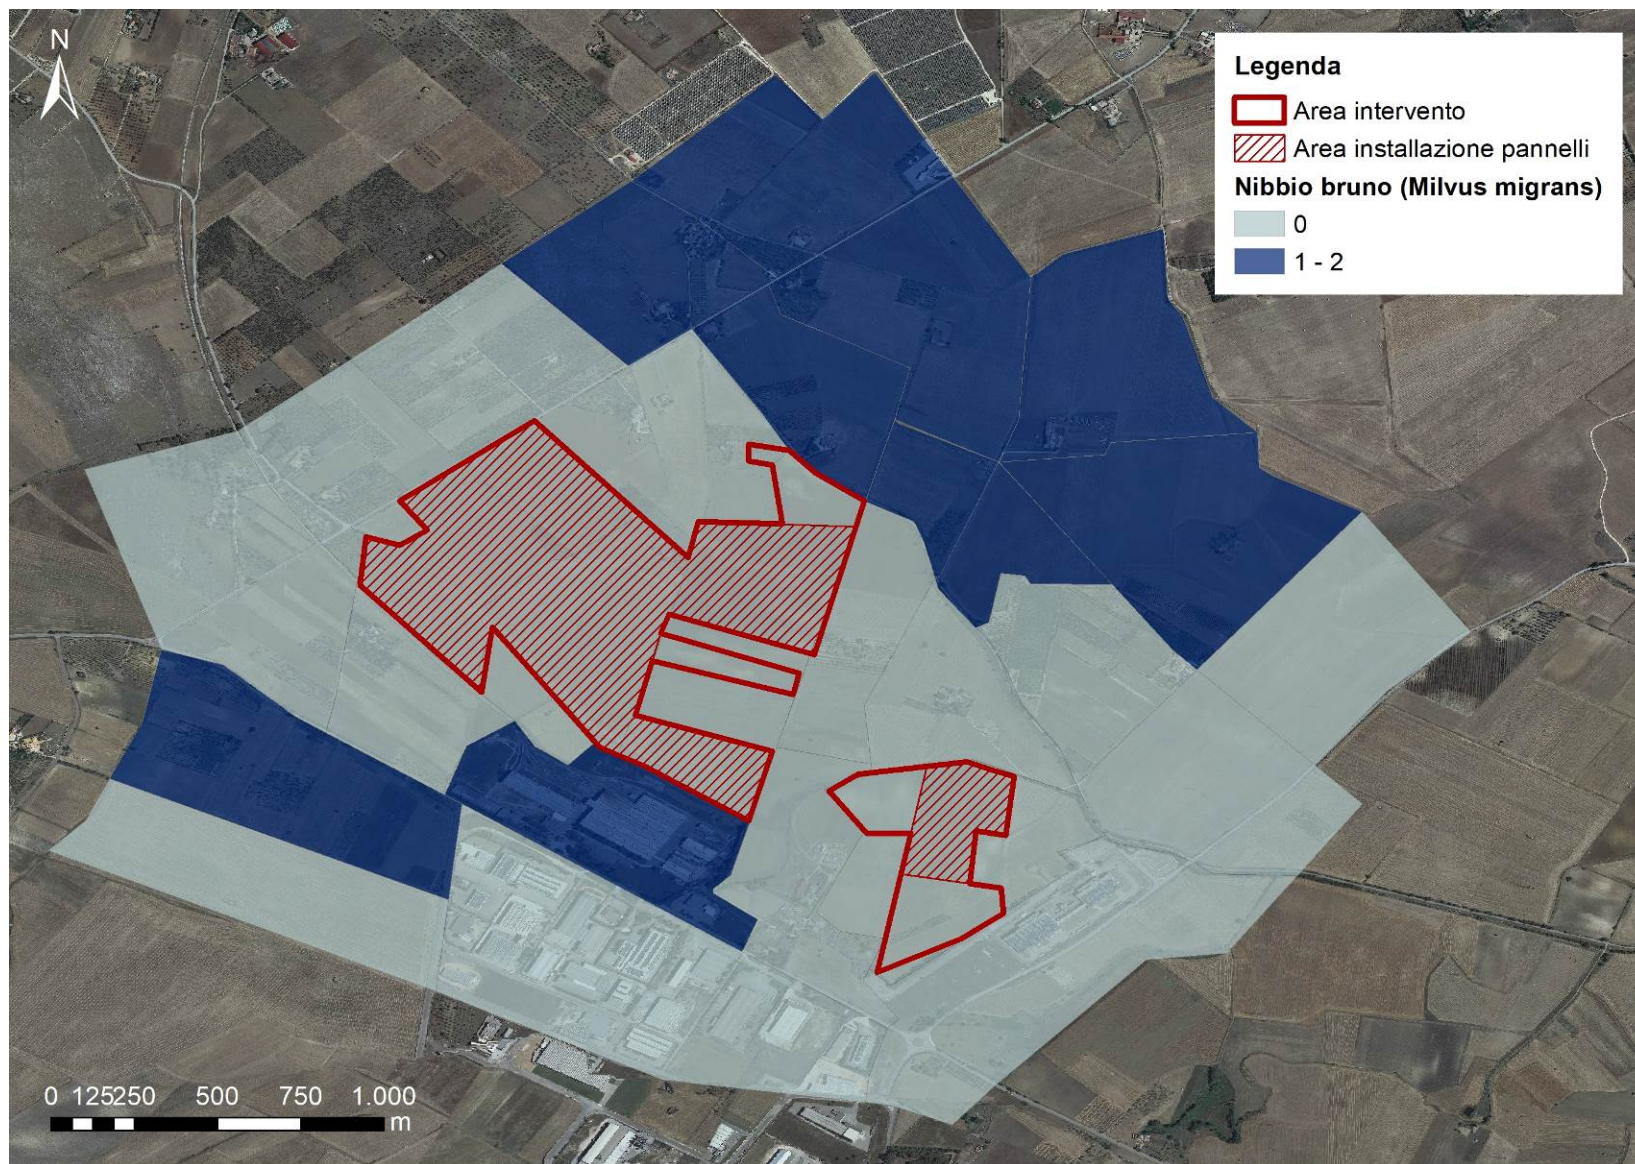 N
Legenda
Area intervento
Area installazione pannelli
Nibbio bruno (Milvus migrans)
0
1 - 2
0 125250 500 750 1.000
m